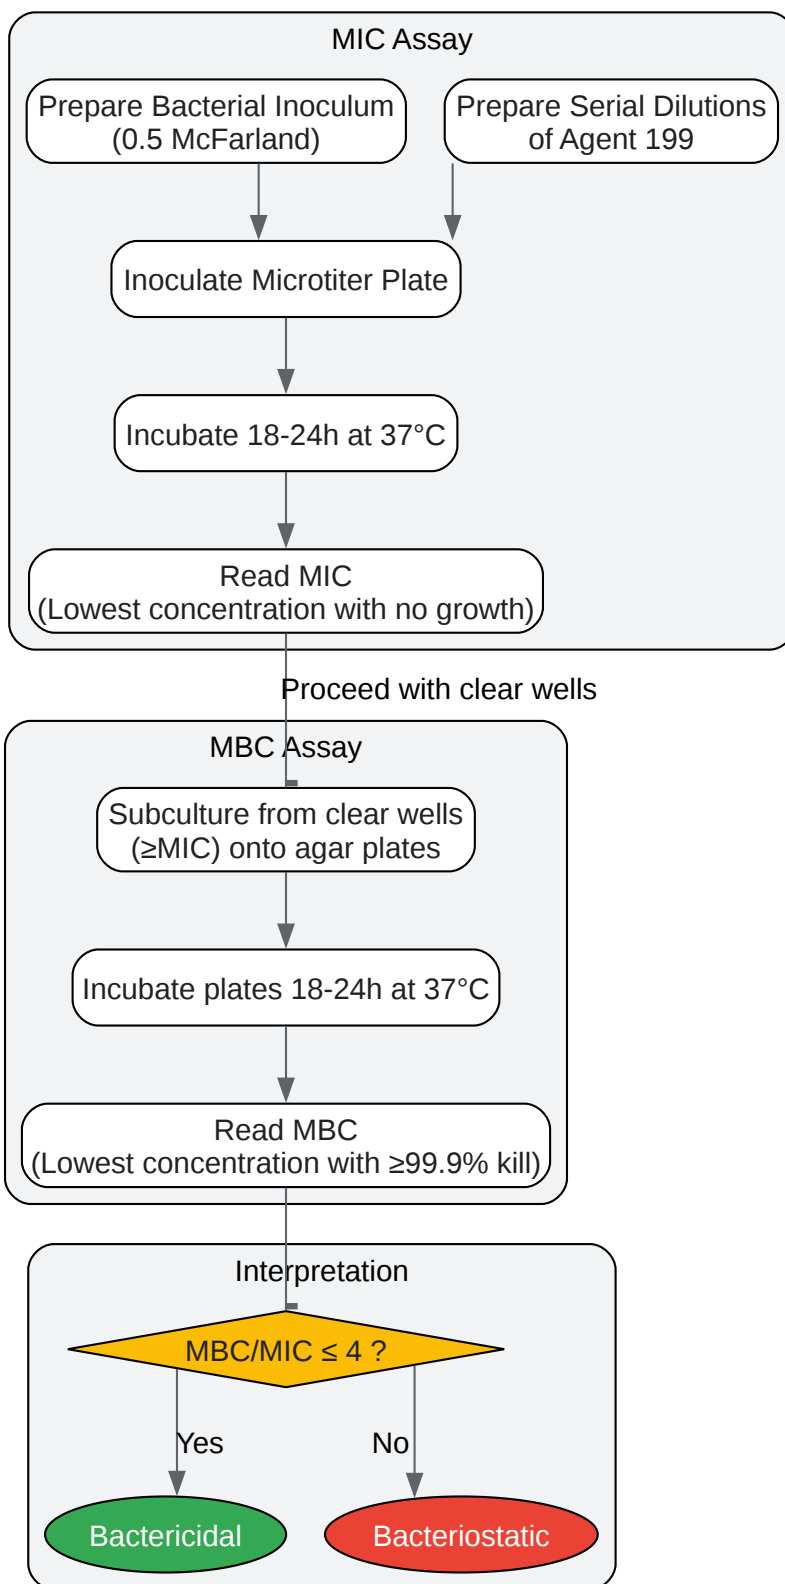 MIC Assay
Prepare Bacterial Inoculum
(0.5 McFarland)
Prepare Serial Dilutions
of Agent 199
Inoculate Microtiter Plate
Incubate 18-24h at 37°C
Read MIC
(Lowest concentration with no growth)
Proceed with clear wells
MBC Assay
Subculture from clear wells
(≥MIC) onto agar plates
Incubate plates 18-24h at 37°C
Read MBC
(Lowest concentration with ≥99.9% kill)
Interpretation
MBC/MIC ≤ 4 ?
Yes
No
Bactericidal
Bacteriostatic